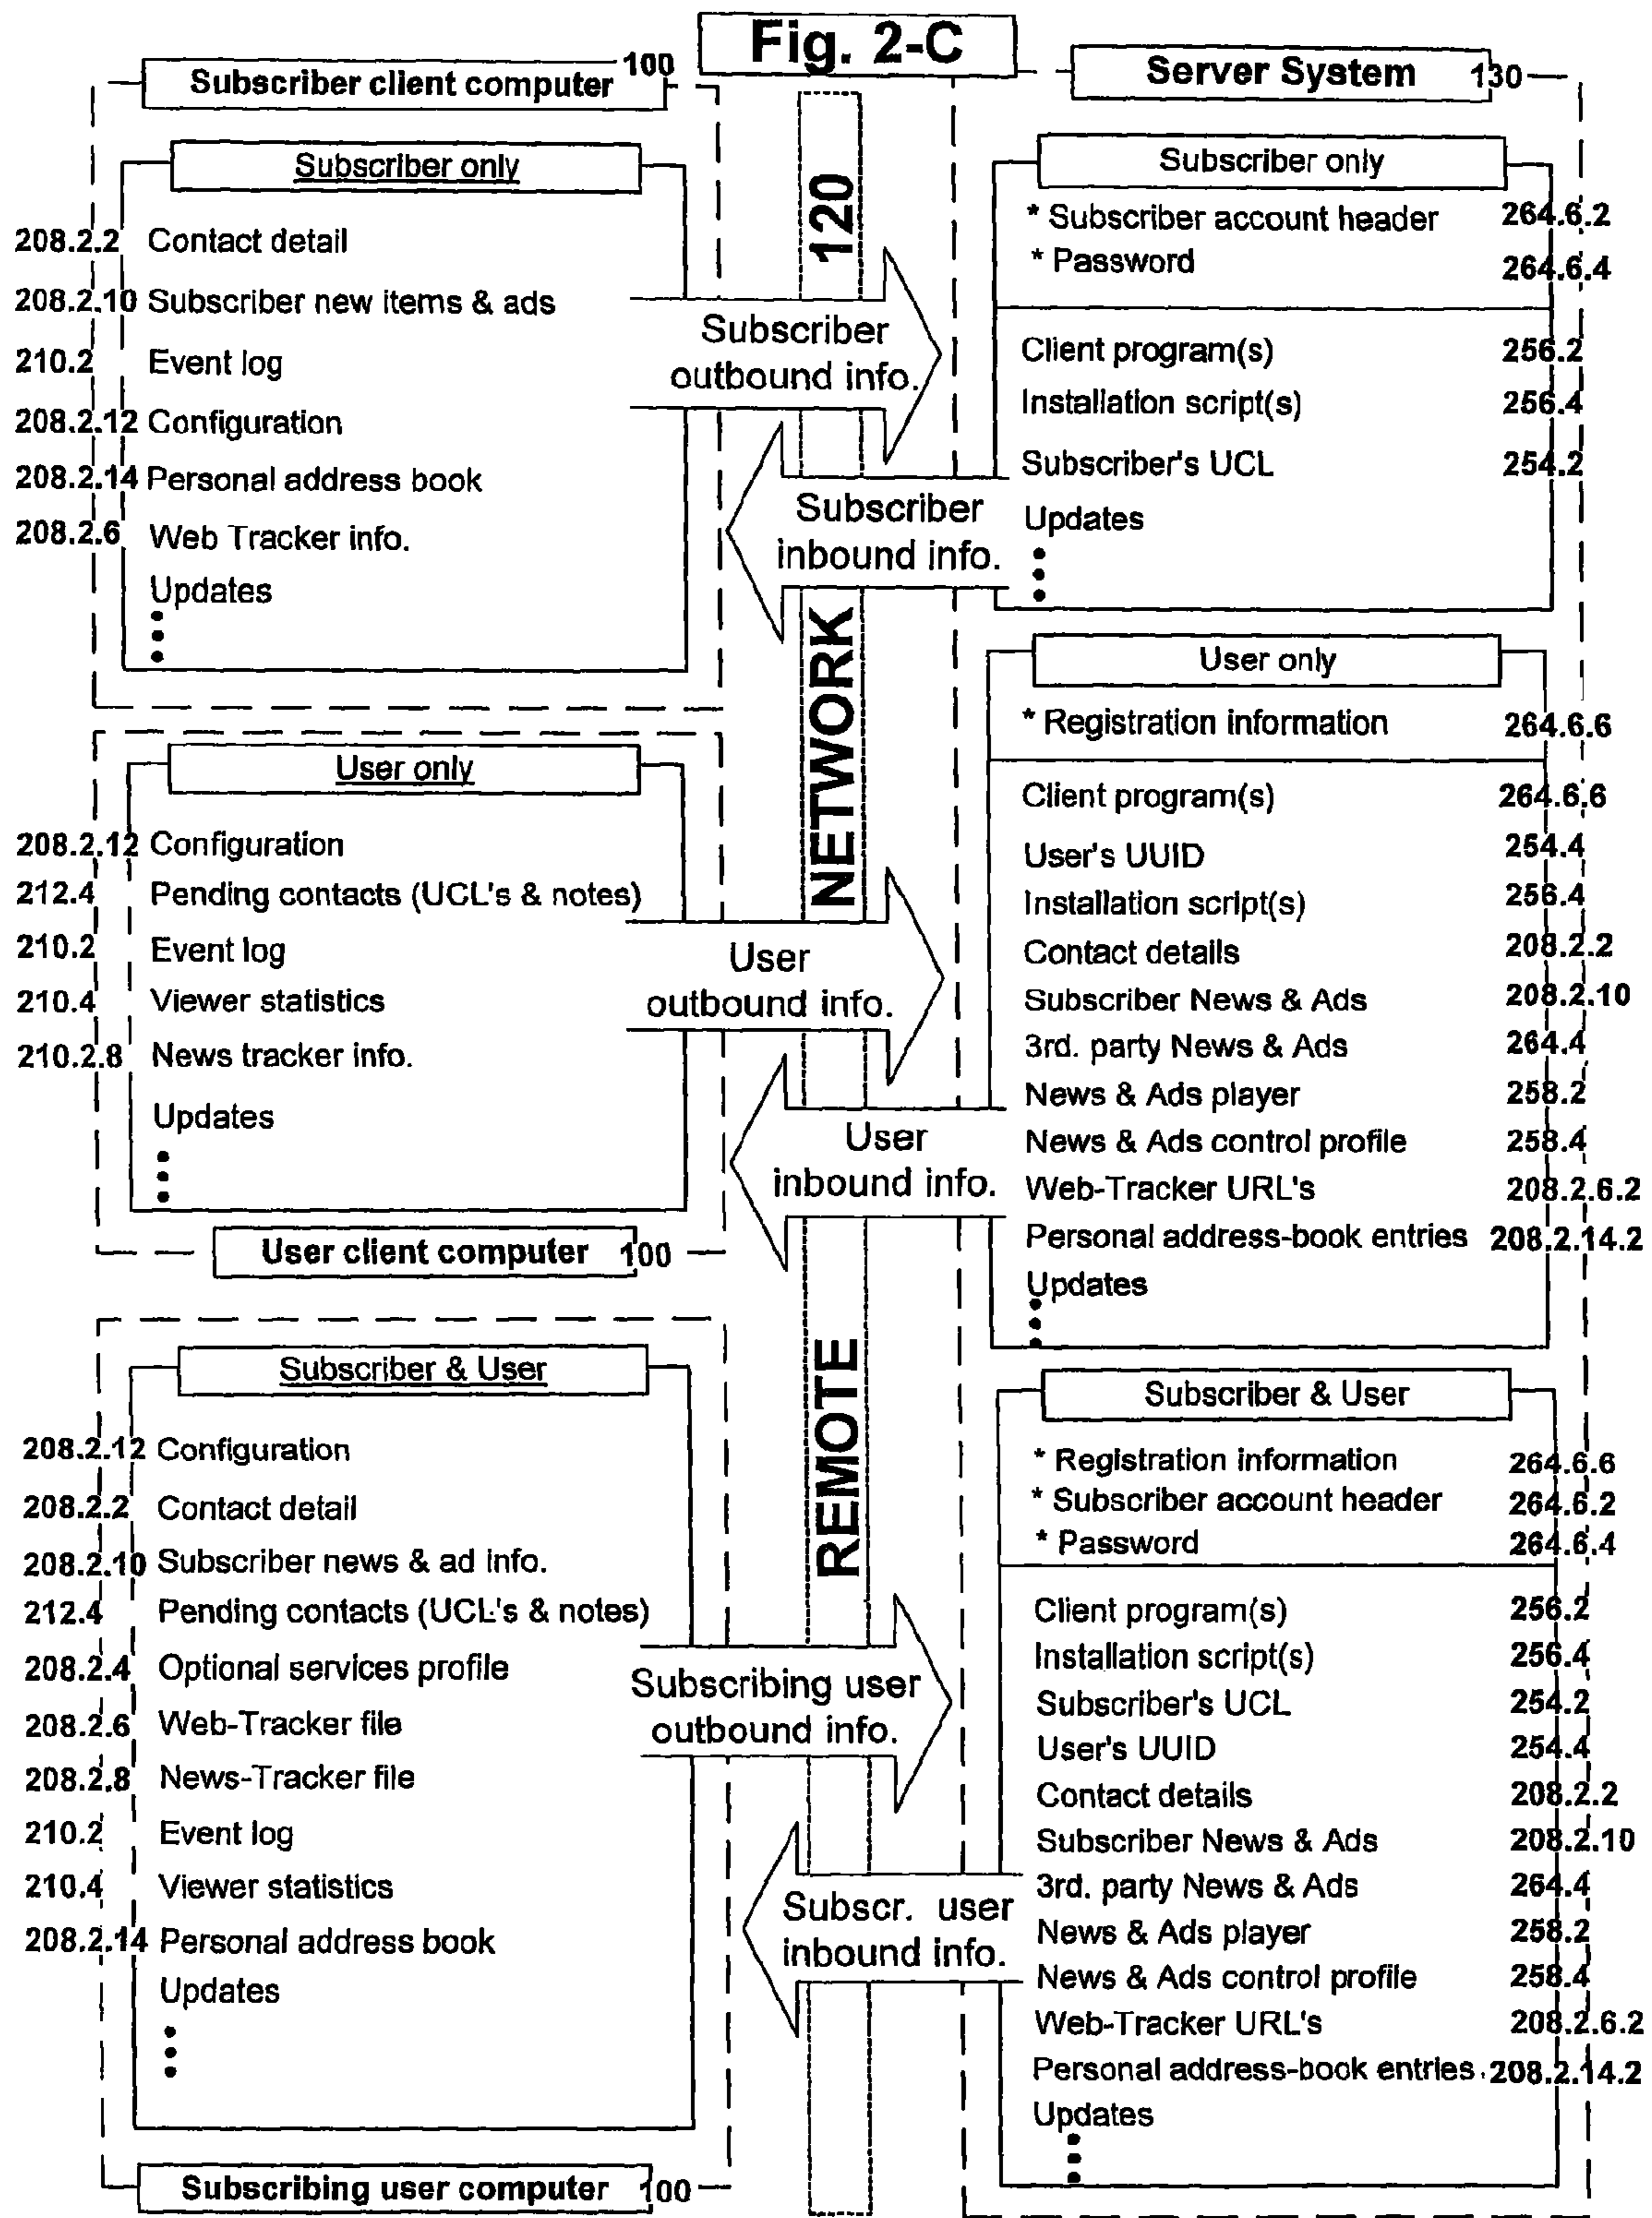 Fig. 2-C
Subscriber client computer 100
Subscriber only
208.2.2 Contact detail
208.2.10 Subscriber new items & ads
210.2 Event log
208.2.12 Configuration
208.2.14 Personal address book
208.2.6 Web Tracker info.
Updates
User only
208.2.12 Configuration
212.4 Pending contacts (UCL's & notes)
210.2 Event log
210.4 Viewer statistics
210.2.8 News tracker info.
Updates
User client computer 100
Subscriber & User
208.2.12 Configuration
208.2.2 Contact detail
208.2.10 Subscriber news & ad info.
212.4 Pending contacts (UCL's & notes)
208.2.4 Optional services profile
208.2.6 Web-Tracker file
208.2.8 News-Tracker file
210.2 Event log
210.4 Viewer statistics
208.2.14 Personal address book
Updates
Subscribing user computer 100
REMOTE NETWORK 120
Subscriber
outbound info.
Subscriber
inbound info.
User
outbound info.
User
inbound info.
Subscribing user
outbound info.
Subscr. user
inbound info.
Server System 130
Subscriber only
* Subscriber account header 264.6.2
* Password 264.6.4
Client program(s) 256.2
Installation script(s) 256.4
Subscriber's UCL 254.2
Updates
User only
* Registration information 264.6.6
Client program(s) 264.6.6
User's UUID 254.4
Installation script(s) 256.4
Contact details 208.2.2
Subscriber News & Ads 208.2.10
3rd. party News & Ads 264.4
News & Ads player 258.2
News & Ads control profile 258.4
Web-Tracker URL's 208.2.6.2
Personal address-book entries 208.2.14.2
Updates
Subscriber & User
* Registration information 264.6.6
* Subscriber account header 264.6.2
* Password 264.6.4
Client program(s) 256.2
Installation script(s) 256.4
Subscriber's UCL 254.2
User's UUID 254.4
Contact details 208.2.2
Subscriber News & Ads 208.2.10
3rd. party News & Ads 264.4
News & Ads player 258.2
News & Ads control profile 258.4
Web-Tracker URL's 208.2.6.2
Personal address-book entries 208.2.14.2
Updates